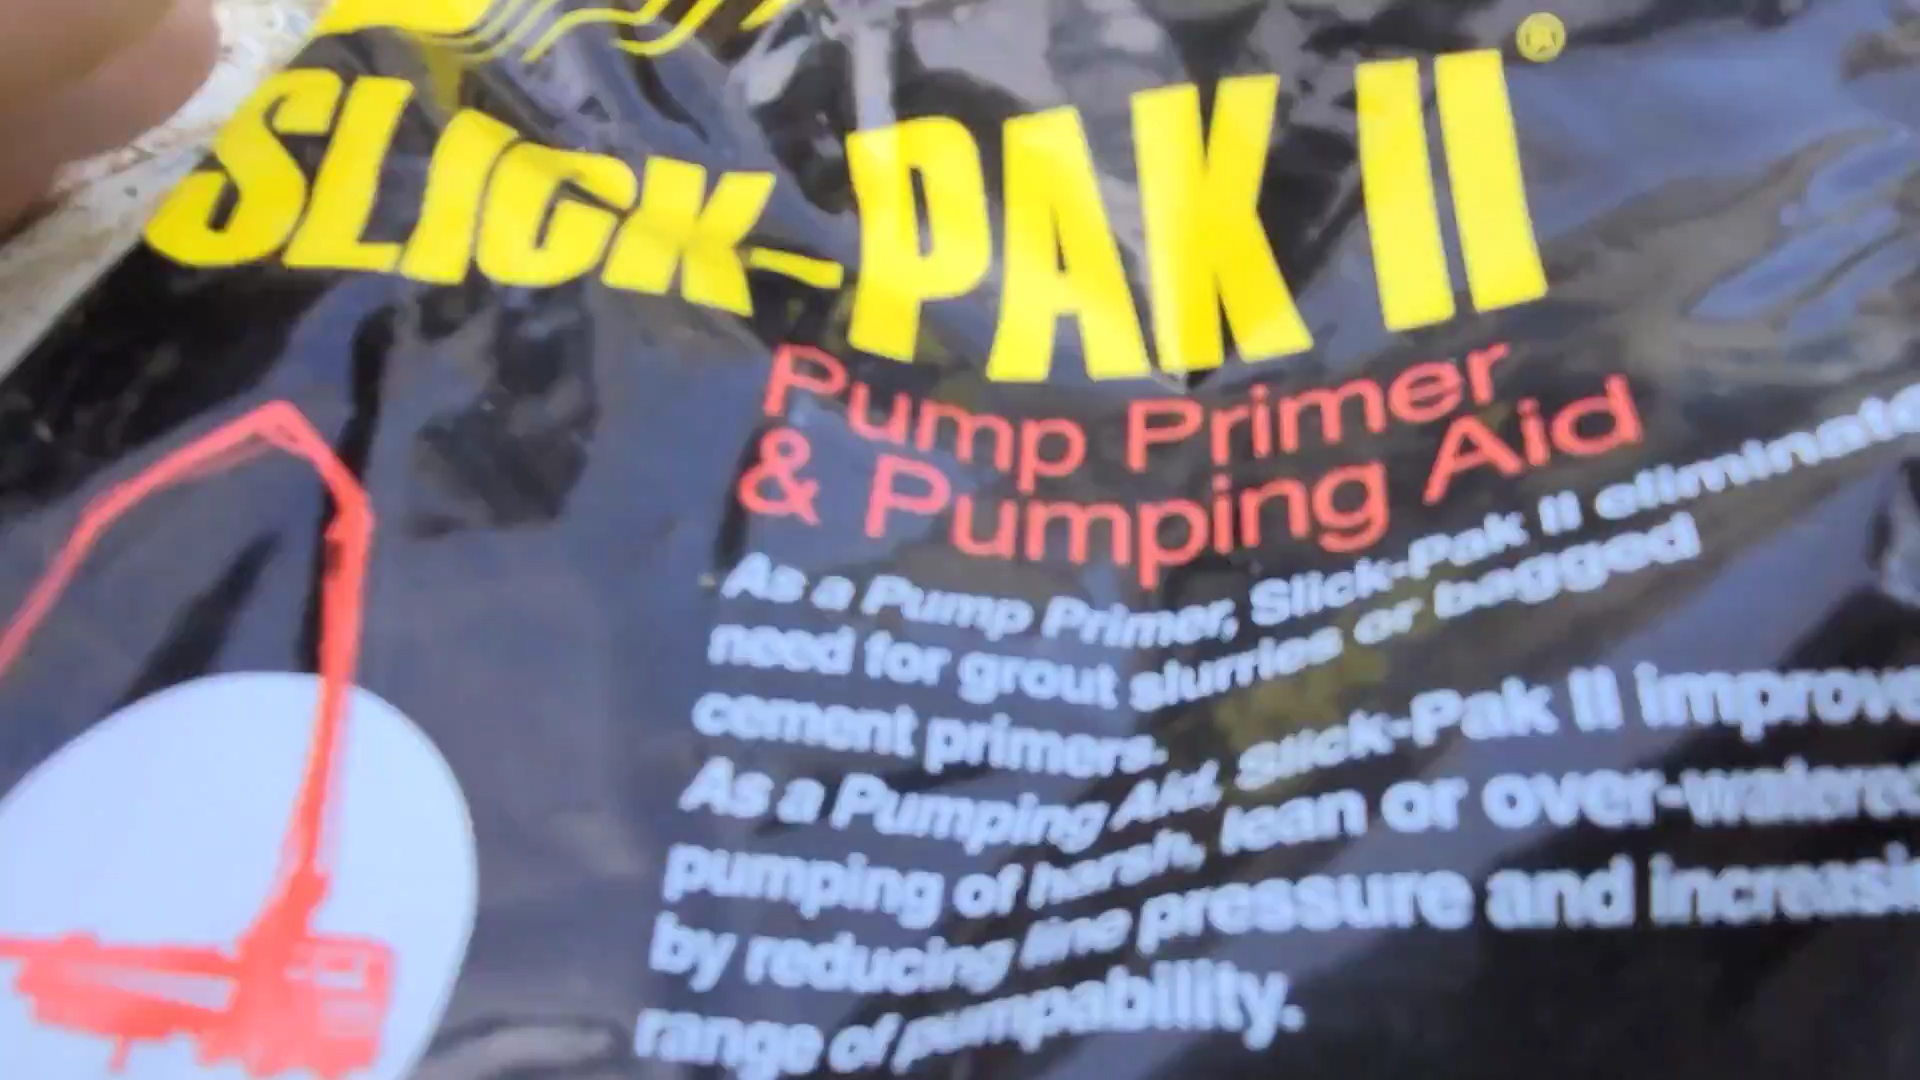 SLICK-PAK II®
Pump Primer
& Pumping Aid
As a Pump Primer, Slick-Pak II eliminate
need for grout slurries or bagged
cement primers.
As a Pumping Aid, Slick-Pak II improve
pumping of harsh, lean or over-watered
by reducing line pressure and increasi
range of pumpability.